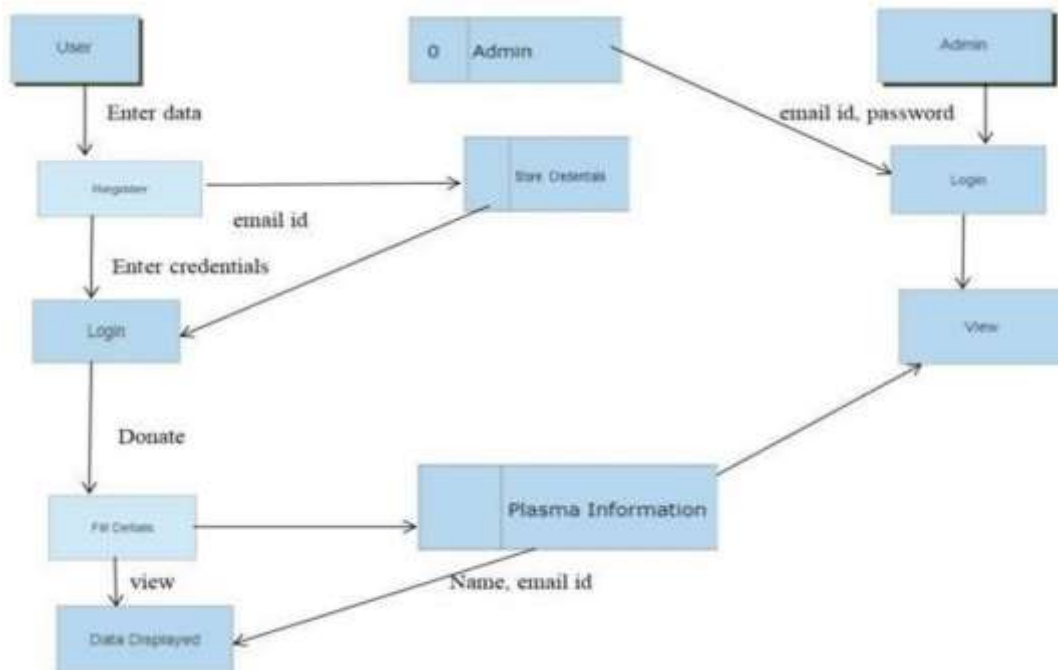 User
0 Admin
Admin
Enter data
email id, password
Register
Store Credentials
Login
email id
Enter credentials
Login
View
Donate
Plasma Information
Fill Details
view
Name, email id
Data Displayed